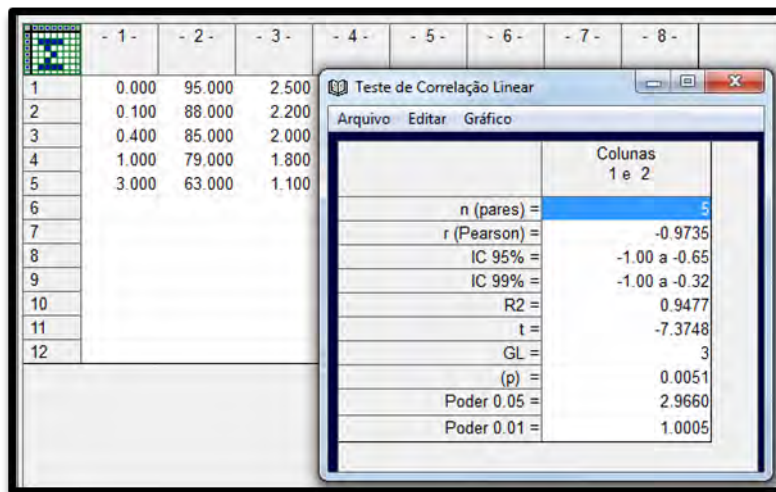 - 1 - - 2 - - 3 - - 4 - - 5 - - 6 - - 7 - - 8 -
1 0.000 95.000 2.500
2 0.100 88.000 2.200
3 0.400 85.000 2.000
4 1.000 79.000 1.800
5 3.000 63.000 1.100
6
7
8
9
10
11
12
Teste de Correlação Linear
Arquivo Editar Gráfico
Colunas
1 e 2
n (pares) = 5
r (Pearson) = -0.9735
IC 95% = -1.00 a -0.65
IC 99% = -1.00 a -0.32
R2 = 0.9477
t = -7.3748
GL = 3
(p) = 0.0051
Poder 0.05 = 2.9660
Poder 0.01 = 1.0005